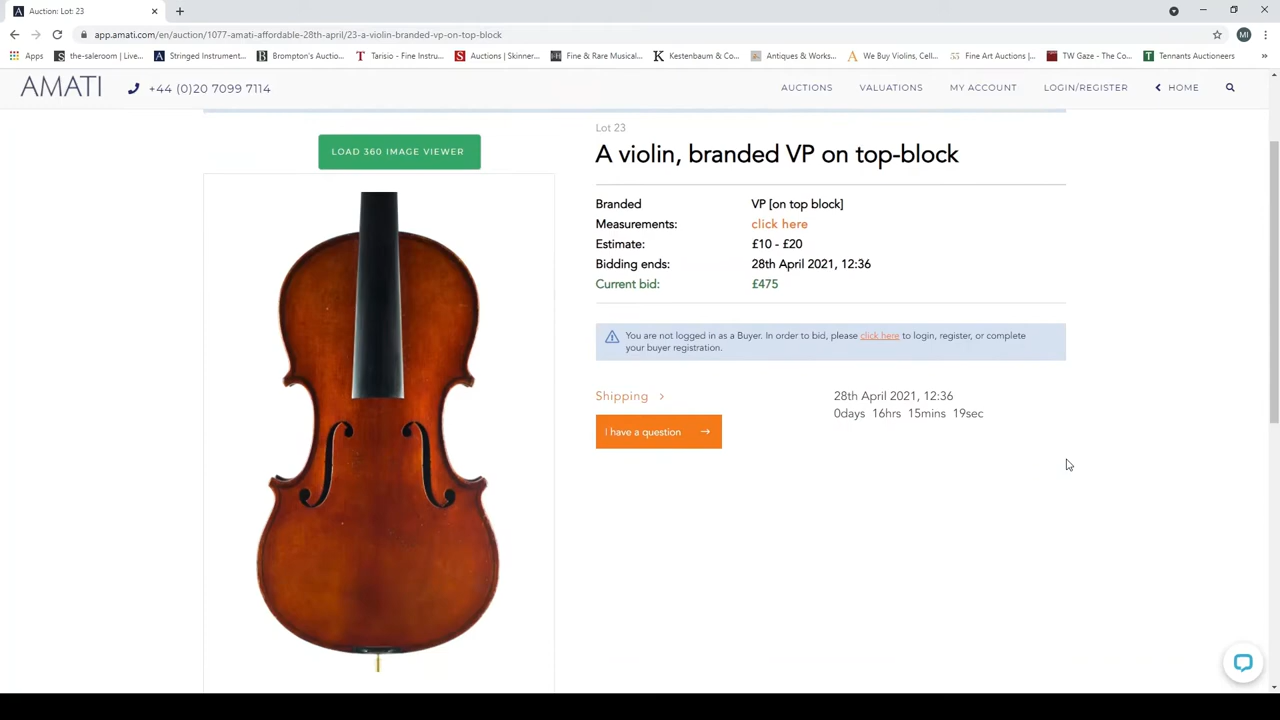 Auction: Lot: 23
app.amati.com/en/auction/1077-amati-affordable-28th-april/23-a-violin-branded-vp-on-top-block
MI
Apps
the-saleroom | Live...
Stringed Instrument...
Brompton's Auctio...
Tarisio - Fine Instru...
Auctions | Skinner...
Fine & Rare Musical...
Kestenbaum & Co...
Antiques & Works...
We Buy Violins, Cell...
Fine Art Auctions |...
TW Gaze - The Co...
Tennants Auctioneers
AMATI
+44 (0)20 7099 7114
AUCTIONS
VALUATIONS
MY ACCOUNT
LOGIN/REGISTER
HOME
LOAD 360 IMAGE VIEWER
Lot 23
A violin, branded VP on top-block
Branded VP [on top block]
Measurements: click here
Estimate: £10 - £20
Bidding ends: 28th April 2021, 12:36
Current bid: £475
You are not logged in as a Buyer. In order to bid, please click here to login, register, or complete
your buyer registration.
Shipping
28th April 2021, 12:36
0days 16hrs 15mins 19sec
I have a question